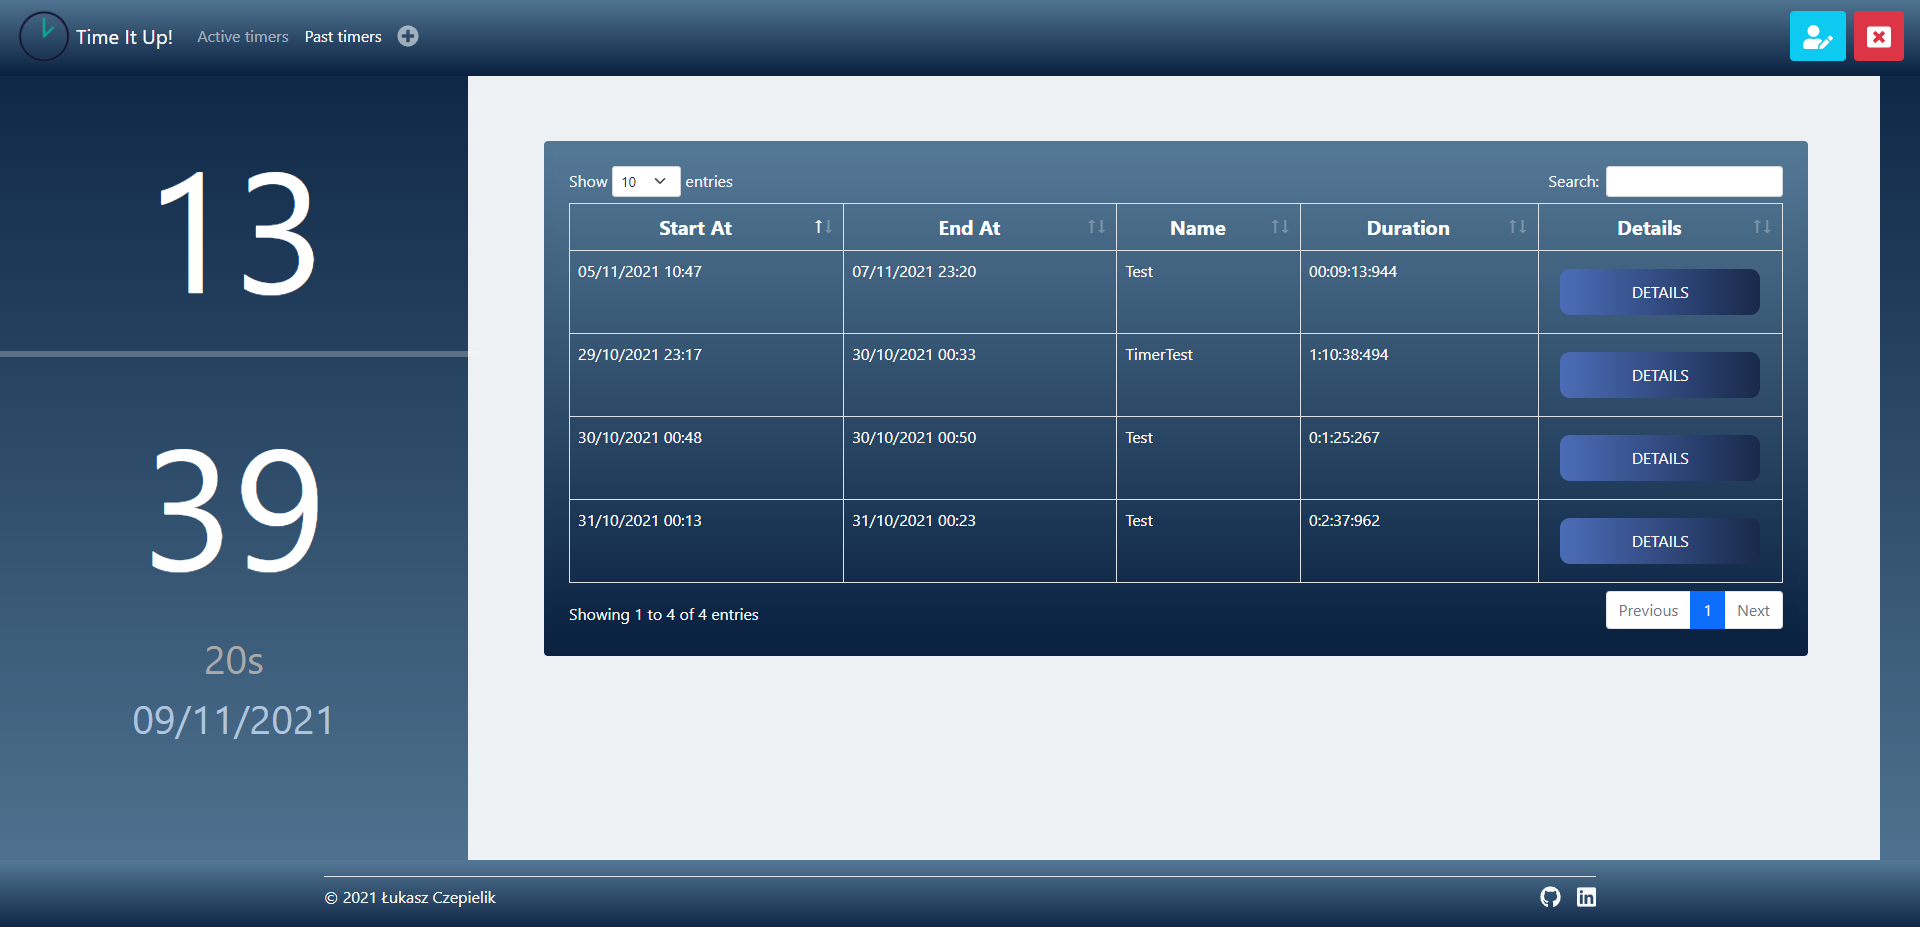 Time It Up! Active timers Past timers
13
39
20s
09/11/2021
Show 10 entries Search:
Start At End At Name Duration Details
05/11/2021 10:47 07/11/2021 23:20 Test 00:09:13:944 DETAILS
29/10/2021 23:17 30/10/2021 00:33 TimerTest 1:10:38:494 DETAILS
30/10/2021 00:48 30/10/2021 00:50 Test 0:1:25:267 DETAILS
31/10/2021 00:13 31/10/2021 00:23 Test 0:2:37:962 DETAILS
Showing 1 to 4 of 4 entries Previous 1 Next
© 2021 Łukasz Czepielik